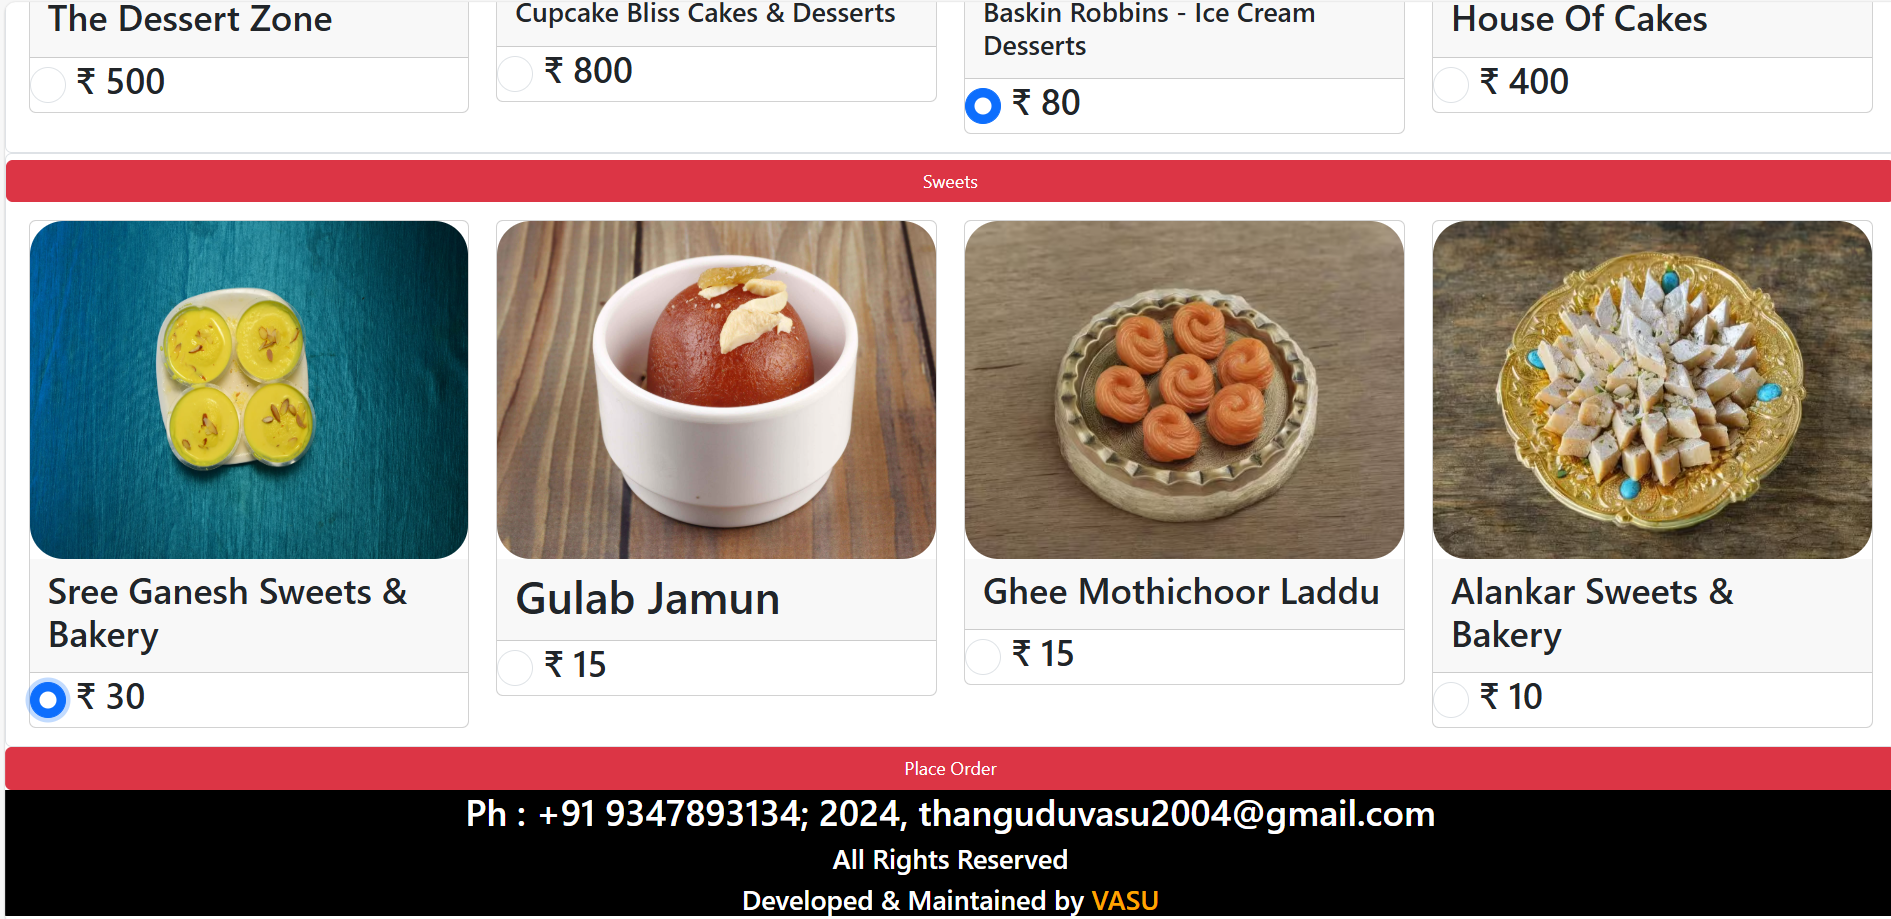 The Dessert Zone
₹ 500
Cupcake Bliss Cakes & Desserts
₹ 800
Baskin Robbins - Ice Cream
Desserts
₹ 80
House Of Cakes
₹ 400
Sweets
Sree Ganesh Sweets &
Bakery
₹ 30
Gulab Jamun
₹ 15
Ghee Mothichoor Laddu
₹ 15
Alankar Sweets &
Bakery
₹ 10
Place Order
Ph : +91 9347893134; 2024, thanguduvasu2004@gmail.com
All Rights Reserved
Developed & Maintained by VASU